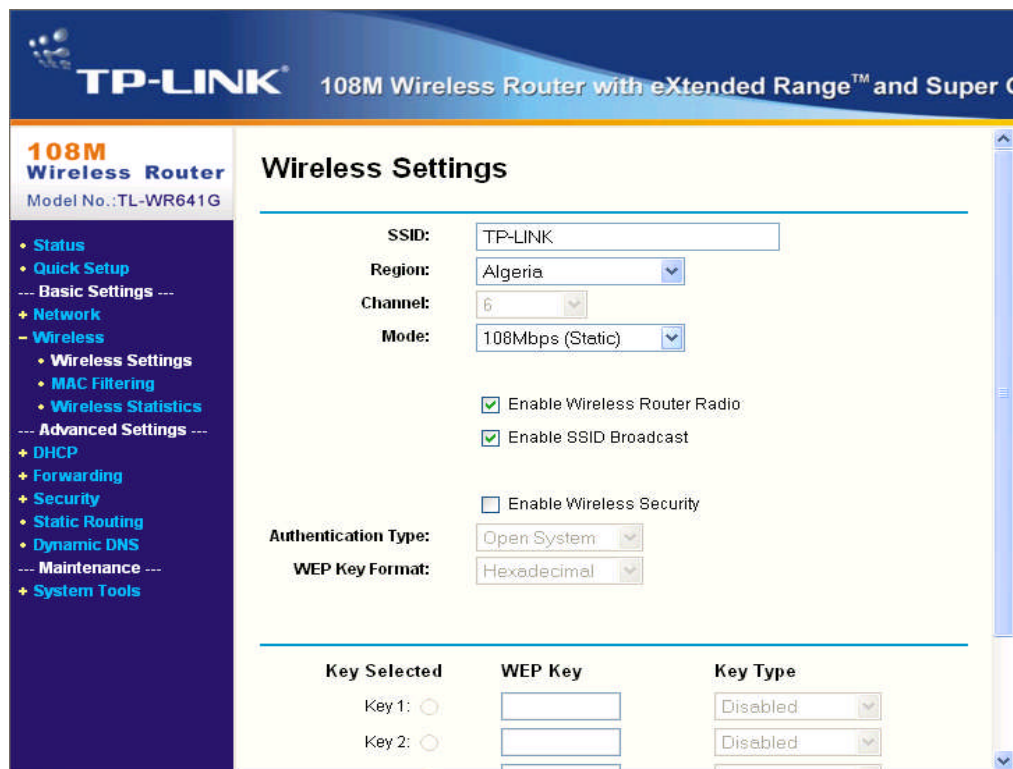 TP-LINK
108M Wireless Router with eXtended Range™ and Super
108M
Wireless Router
Model No.:TL-WR641G
• Status
• Quick Setup
--- Basic Settings ---
+ Network
– Wireless
• Wireless Settings
• MAC Filtering
• Wireless Statistics
--- Advanced Settings ---
+ DHCP
+ Forwarding
+ Security
• Static Routing
• Dynamic DNS
--- Maintenance ---
+ System Tools
Wireless Settings
SSID: TP-LINK
Region: Algeria
Channel: 6
Mode: 108Mbps (Static)
Enable Wireless Router Radio
Enable SSID Broadcast
Enable Wireless Security
Authentication Type: Open System
WEP Key Format: Hexadecimal
Key Selected WEP Key Key Type
Key 1: Disabled
Key 2: Disabled